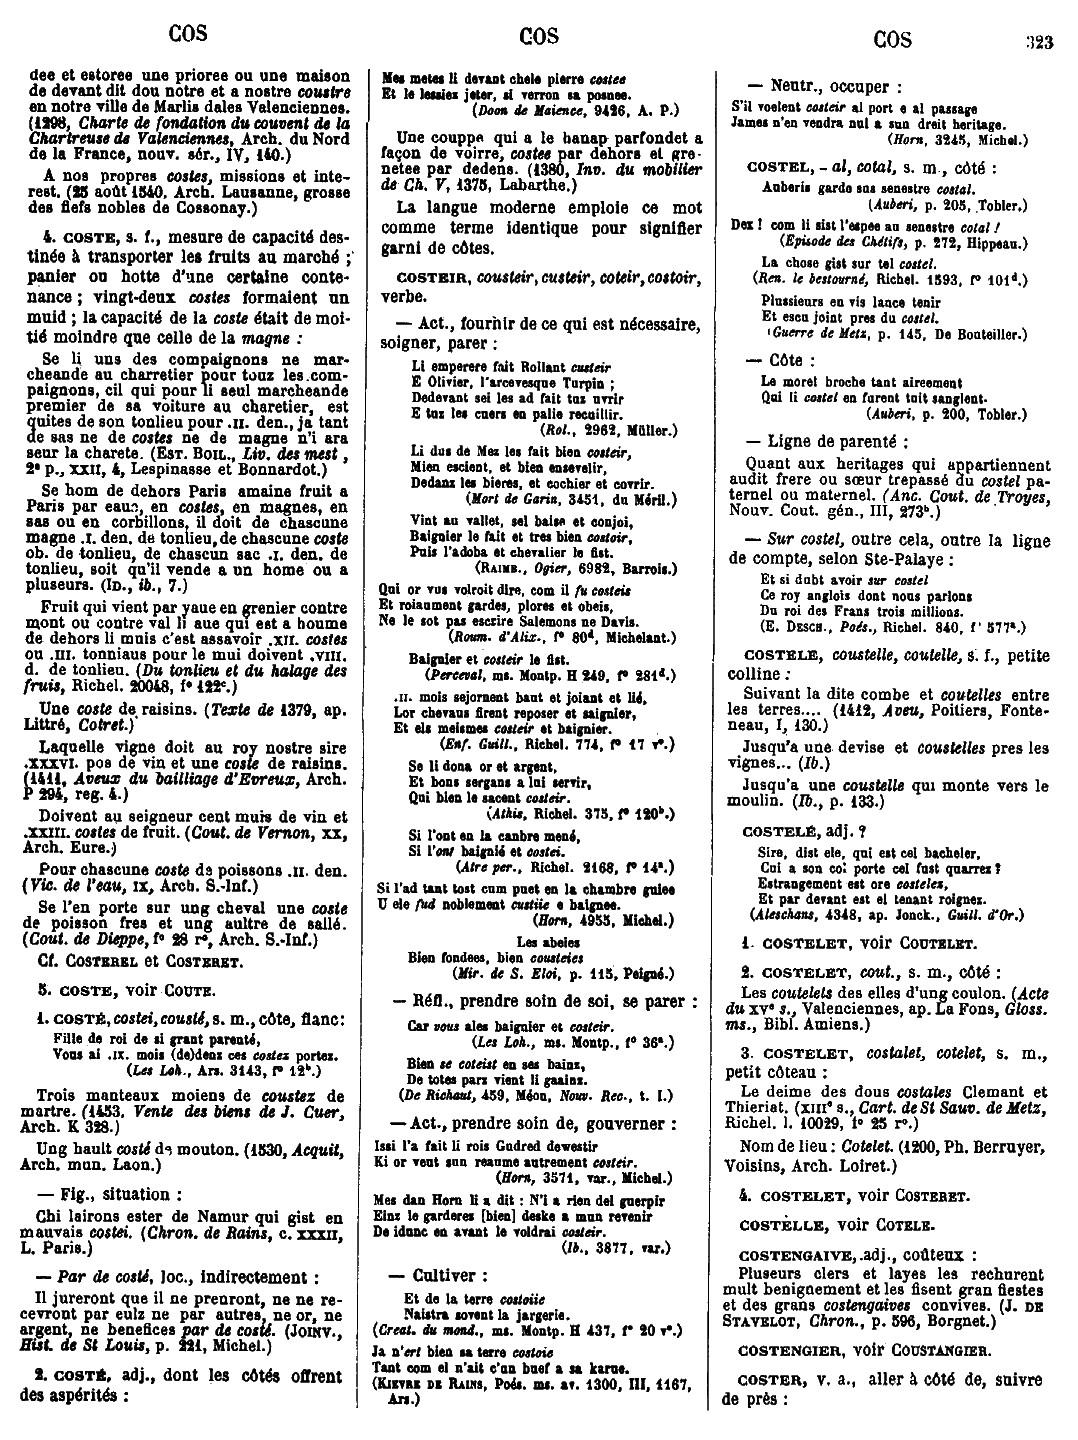 COS
COS
COS
323
dee et estoree une prioree ou une maison
de devant dit dou notre et a nostre coustre
en notre ville de Marlis dales Valenciennes.
(1298, Charte de fondation du couvent de la
Chartreuse de Valenciennes, Arch. du Nord
de la France, nouv. sér., IV, 140.)
A nos propres costes, missions et inte-
rest. (25 août 1540, Arch. Lausanne, grosse
des fiefs nobles de Cossonay.)
4. COSTE, s. f., mesure de capacité des-
tinée à transporter les fruits au marché ;
panier ou hotte d'une certaine conte-
nance ; vingt-deux costes formaient un
muid ; la capacité de la coste était de moi-
tié moindre que celle de la magne :
Se li uns des compaignons ne mar-
cheande au charretier pour touz les com-
paignons, cil qui pour li seul marcheande
premier de sa voiture au charetier, est
quites de son tonlieu pour .II. den., ja tant
de sas ne de costes ne de magne n'i ara
seur la charete. (EST. BOIL., Liv. des mest ,
2e p., XXII, 4, Lespinasse et Bonnardot.)
Se hom de dehors Paris amaine fruit a
Paris par eaue, en costes, en magnes, en
sas ou en corbillons, il doit de chascune
magne .I. den. de tonlieu, de chascune coste
ob. de tonlieu, de chascun sac .I. den. de
tonlieu, soit qu'il vende a un home ou a
pluseurs. (ID., ib., 7.)
Fruit qui vient par yaue en grenier contre
mont ou contre val li aue qui est a houme
de dehors li muis c'est assavoir .XII. costes
ou .III. tonniaus pour le mui doivent .VIII.
d. de tonlieu. (Du tonlieu et du halage des
fruis, Richel. 20048, f° 122c.)
Une coste de raisins. (Texte de 1379, ap.
Littré, Cotret.)
Laquelle vigne doit au roy nostre sire
.XXXVI. pos de vin et une coste de raisins.
(1411, Aveux du bailliage d'Evreux, Arch.
P 294, reg. 4.)
Doivent au seigneur cent muis de vin et
.XXIII. costes de fruit. (Cout. de Vernon, XX,
Arch. Eure.)
Pour chascune coste de poissons .II. den.
(Vic. de l'eau, IX, Arch. S.-Inf.)
Se l'en porte sur ung cheval une coste
de poisson fres et ung aultre de sallé.
(Cout. de Dieppe, f° 28 r°, Arch. S.-Inf.)
Cf. COSTEREL et COSTERET.
5. COSTE, voir COUTE.
1. COSTÉ, costei, cousté, s. m., côte, flanc:
Fille de roi de si grant parenté,
Vous ai .IX. mois (de)denz ces costez portez.
(Les Loh., Ars. 3143, f° 12b.)
Trois manteaux moiens de coustez de
martre. (1453, Vente des biens de J. Cuer,
Arch. K 328.)
Ung hault costé de mouton. (1530, Acquit,
Arch. mun. Laon.)
— Fig., situation :
Chi lairons ester de Namur qui gist en
mauvais costei. (Chron. de Rains, c. XXXII,
L. Paris.)
— Par de costé, loc., indirectement :
Il jureront que il ne prenront, ne ne re-
cevront par eulz ne par autres, ne or, ne
argent, ne benefices par de costé. (JOINV.,
Hist. de St Louis, p. 221, Michel.)
2. COSTÉ, adj., dont les côtés offrent
des aspérités :
Mes metes li devant chele pierre costee
Et le lessiez jeter, si verron sa posnee.
(Doon de Maience, 9426, A. P.)
Une couppe qui a le hanap parfondet a
façon de voirre, costee par dehors et gre-
netee par dedens. (1380, Inv. du mobilier
de Ch. V, 1375, Labarthe.)
La langue moderne emploie ce mot
comme terme identique pour signifier
garni de côtes.
COSTEIR, cousteir, custeir, coteir, costoir,
verbe.
— Act., fournir de ce qui est nécessaire,
soigner, parer :
Li emperere fait Rollant custeir
E Olivier, l'arcevesque Turpin ;
Dedevant sei les ad fait tuz uvrir
E tuz les cuers en palie recuillir.
(Rol., 2962, Müller.)
Li dus de Mez les fait bien costeir,
Mien escient, et bien ensevelir,
Dedanz les bieres, et cochier et covrir.
(Mort de Garin, 3451, du Méril.)
Vint au vallet, sel baise et conjoi,
Baignier le fait et tres bien costoir,
Puis l'adoba et chevalier le fist.
(RAIMB., Ogier, 6982, Barrois.)
Qui or vus volroit dire, com il fu costeis
Et roiaument gardes, plores et obeis,
Ne le sot pas escrire Salemons ne Davis.
(Roum. d'Alix., f° 80d, Michelant.)
Baignier et costeir le fist.
(Perceval, ms. Montp. H 249, f° 281d.)
.II. mois sejornent baut et joiant et lié,
Lor chevaus firent reposer et saignier,
Et els meismes costeir et baignier.
(Enf. Guill., Richel. 774, f° 17 v°.)
Se li dona or et argent,
Et bons sergans a lui servir,
Qui bien le sacent costeir.
(Athis, Richel. 375, f° 120b.)
Si l'ont en la canbre mené,
Si l'ont baignié et costei.
(Atre per., Richel. 2168, f° 14a.)
Si l'ad tant tost cum puet en la chambre guiee
U ele fud noblement custiie e baignee.
(Horn, 4955, Michel.)
Les abeies
Bien fondees, bien cousteies
(Mir. de S. Eloi, p. 115, Peigné.)
— Réfl., prendre soin de soi, se parer :
Car vous ales baignier et costeir.
(Les Loh., ms. Montp., f° 36a.)
Bien se coteist en ses bains,
De totes pars vient li gaainz.
(De Richaut, 459, Méon, Nouv. Rec., t. I.)
— Act., prendre soin de, gouverner :
Issi l'a fait li rois Gudred dewestir
Ki or veut sun reaume autrement costeir.
(Horn, 3571, var., Michel.)
Mes dan Horn li a dit : N'i a rien del guerpir
Einz le garderez [bien] deske a mun revenir
De idunc en avant le voldrai costeir.
(Ib., 3877, var.)
— Cultiver :
Et de la terre costoiie
Naistra sovent la jargerie.
(Creat. du mond., ms. Montp. H 437, f° 20 v°.)
Ja n'ert bien sa terre costoie
Tant com el n'ait c'un buef a sa karue.
(KIEVRE DE RAINS, Poés. ms. av. 1300, III, 1167,
Ars.)
— Neutr., occuper :
S'il voelent costeir al port e al passage
James n'en vendra nul a sun dreit heritage.
(Horn, 3245, Michel.)
COSTEL, - al, cotal, s. m., côté :
Auberis garde sus senestre costal.
(Auberi, p. 205, Tobler.)
Dez ! com li sist l'espee au senestre cotal !
(Episode des Chétifs, p. 272, Hippeau.)
La chose gist sur tel costel.
(Ren. le bestourné, Richel. 1593, f° 101d.)
Plussieurs en vis lance tenir
Et escu joint pres du costel.
(Guerre de Metz, p. 145, De Bouteiller.)
— Côte :
Le morel broche tant aireement
Qui li costel en furent tuit sanglent.
(Auberi, p. 200, Tobler.)
— Ligne de parenté :
Quant aux heritages qui appartiennent
audit frere ou sœur trepassé du costel pa-
ternel ou maternel. (Anc. Cout. de Troyes,
Nouv. Cout. gén., III, 273b.)
— Sur costel, outre cela, outre la ligne
de compte, selon Ste-Palaye :
Et si dubt avoir sur costel
Ce roy anglois dont nous parlons
Du roi des Frans trois millions.
(E. DESCH., Poés., Richel. 840, f° 577a.)
COSTELE, coustelle, coutelle, s. f., petite
colline :
Suivant la dite combe et coutelles entre
les terres.... (1412, Aveu, Poitiers, Fonte-
neau, I, 130.)
Jusqu'a une devise et coustelles pres les
vignes... (Ib.)
Jusqu'a une coustelle qui monte vers le
moulin. (Ib., p. 133.)
COSTELÉ, adj. ?
Sire, dist ele, qui est cel bacheler,
Cui a son col porte cel fust quarrez ?
Estrangement est ore costelez,
Et par devant est el tenant roignez.
(Aleschans, 4348, ap. Jonck., Guill. d'Or.)
1. COSTELET, voir COUTELET.
2. COSTELET, cout., s. m., côté :
Les coutelets des elles d'ung coulon. (Acte
du XVe s., Valenciennes, ap. La Fons, Gloss.
ms., Bibl. Amiens.)
3. COSTELET, costalet, cotelet, s. m.,
petit côteau :
Le deime des dous costales Clemant et
Thieriat. (XIIIe s., Cart. de St Sauv. de Metz,
Richel. l. 10029, f° 25 r°.)
Nom de lieu : Cotelet. (1200, Ph. Berruyer,
Voisins, Arch. Loiret.)
4. COSTELET, voir COSTERET.
COSTÈLLE, voir COTELE.
COSTENGAIVE, adj., coûteux :
Pluseurs clers et layes les rechurent
mult benignement et les fisent gran fiestes
et des grans costengaives convives. (J. DE
STAVELOT, Chron., p. 596, Borgnet.)
COSTENGIER, voir COUSTANGIER.
COSTER, v. a., aller à côté de, suivre
de près :